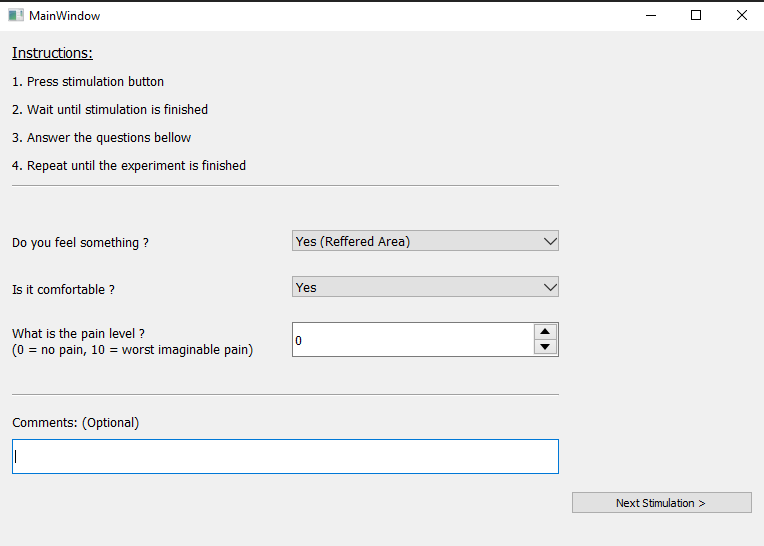 MainWindow
Instructions:
1. Press stimulation button
2. Wait until stimulation is finished
3. Answer the questions bellow
4. Repeat until the experiment is finished
Do you feel something ?
Yes (Reffered Area)
Is it comfortable ?
Yes
What is the pain level ?
(0 = no pain, 10 = worst imaginable pain)
0
Comments: (Optional)
Next Stimulation >